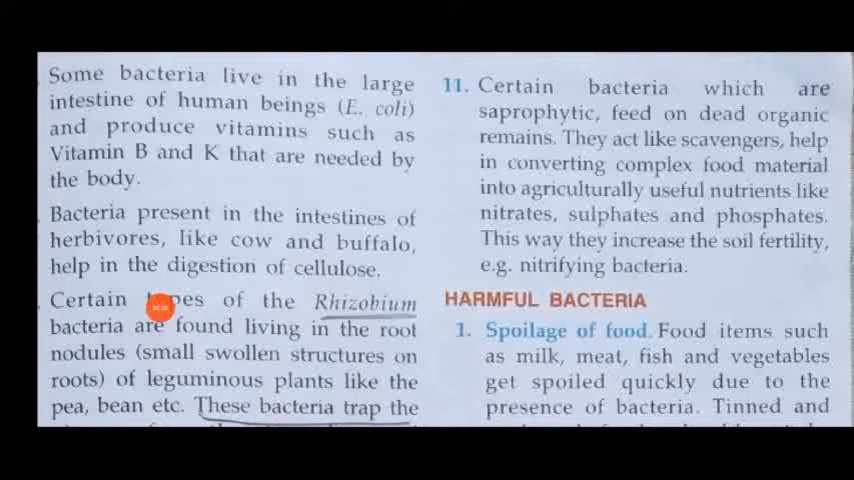 Some bacteria live in the large
intestine of human beings (E. coli)
and produce vitamins such as
Vitamin B and K that are needed by
the body.
Bacteria present in the intestines of
herbivores, like cow and buffalo,
help in the digestion of cellulose.
Certain types of the Rhizobium
bacteria are found living in the root
nodules (small swollen structures on
roots) of leguminous plants like the
pea, bean etc. These bacteria trap the
11. Certain bacteria which are
saprophytic, feed on dead organic
remains. They act like scavengers, help
in converting complex food material
into agriculturally useful nutrients like
nitrates, sulphates and phosphates.
This way they increase the soil fertility,
e.g. nitrifying bacteria.
HARMFUL BACTERIA
1. Spoilage of food. Food items such
as milk, meat, fish and vegetables
get spoiled quickly due to the
presence of bacteria. Tinned and